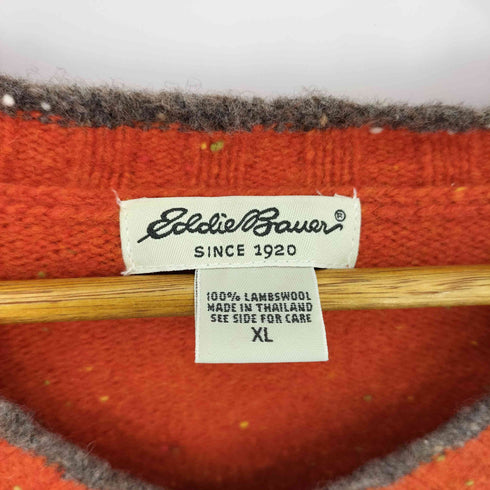 Eddie Bauer®
SINCE 1920
100% LAMBSWOOL
MADE IN THAILAND
SEE SIDE FOR CARE
XL